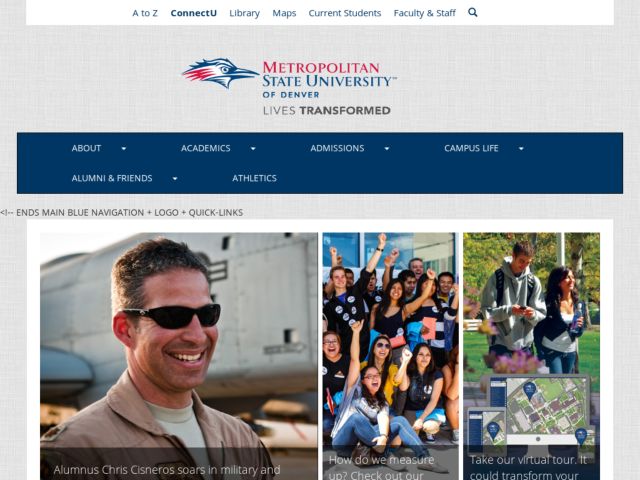 A to Z ConnectU Library Maps Current Students Faculty & Staff
METROPOLITAN
STATE UNIVERSITY™
OF DENVER
LIVES TRANSFORMED
ABOUT ACADEMICS ADMISSIONS CAMPUS LIFE
ALUMNI & FRIENDS ATHLETICS
<!-- ENDS MAIN BLUE NAVIGATION + LOGO + QUICK-LINKS
Alumnus Chris Cisneros soars in military and
How do we measure
up? Check out our
Take our virtual tour. It
could transform your